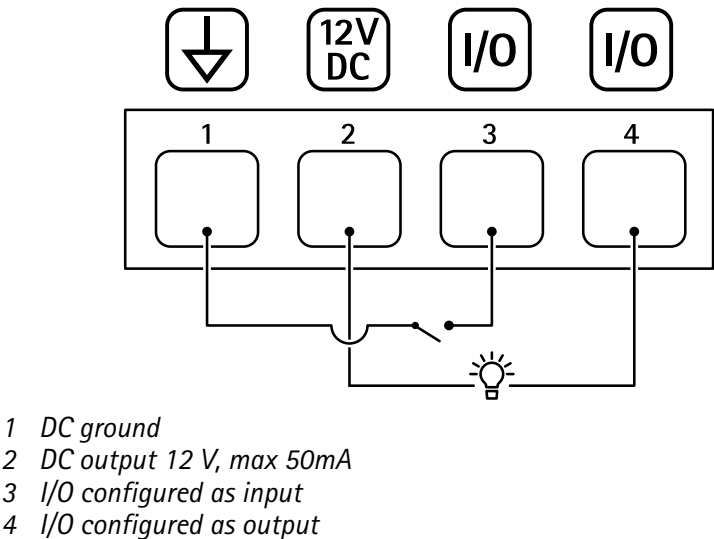 12V
DC
I/O
I/O
1
2
3
4
1 DC ground
2 DC output 12 V, max 50mA
3 I/O configured as input
4 I/O configured as output